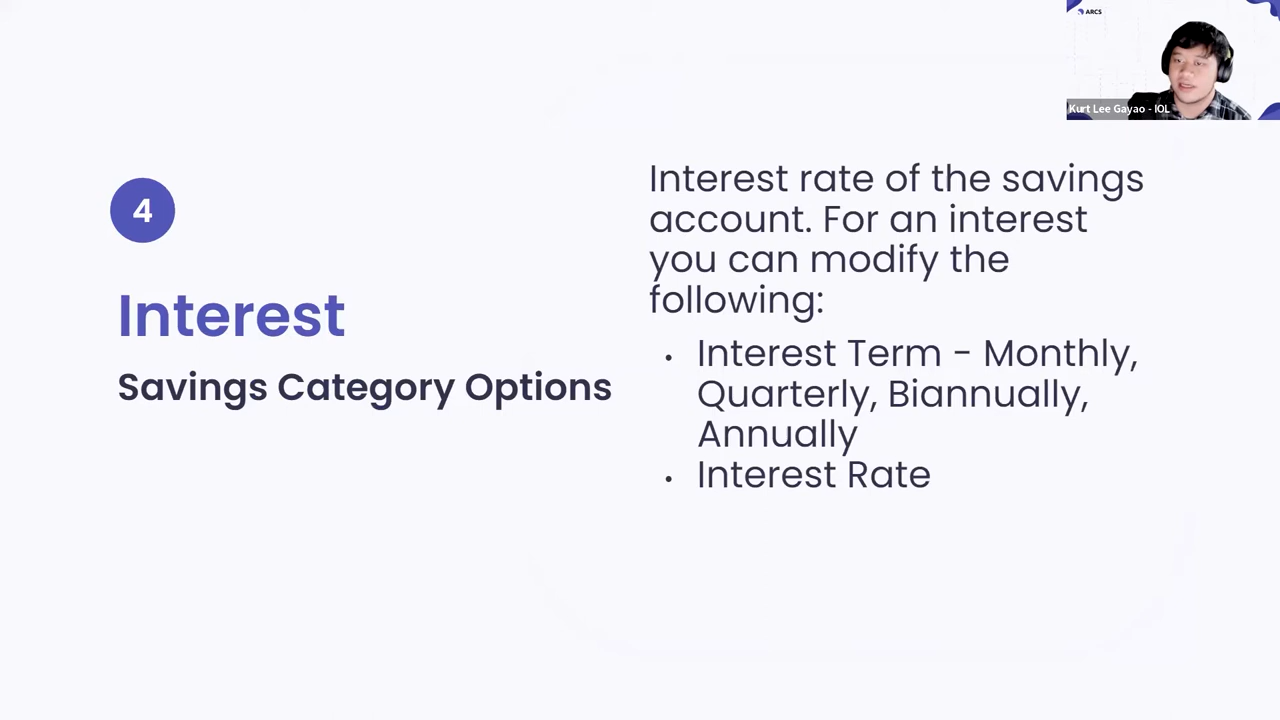 ARCS
Kurt Lee Gayao - IOL
4
Interest
Savings Category Options
Interest rate of the savings
account. For an interest
you can modify the
following:
• Interest Term - Monthly,
Quarterly, Biannually,
Annually
• Interest Rate